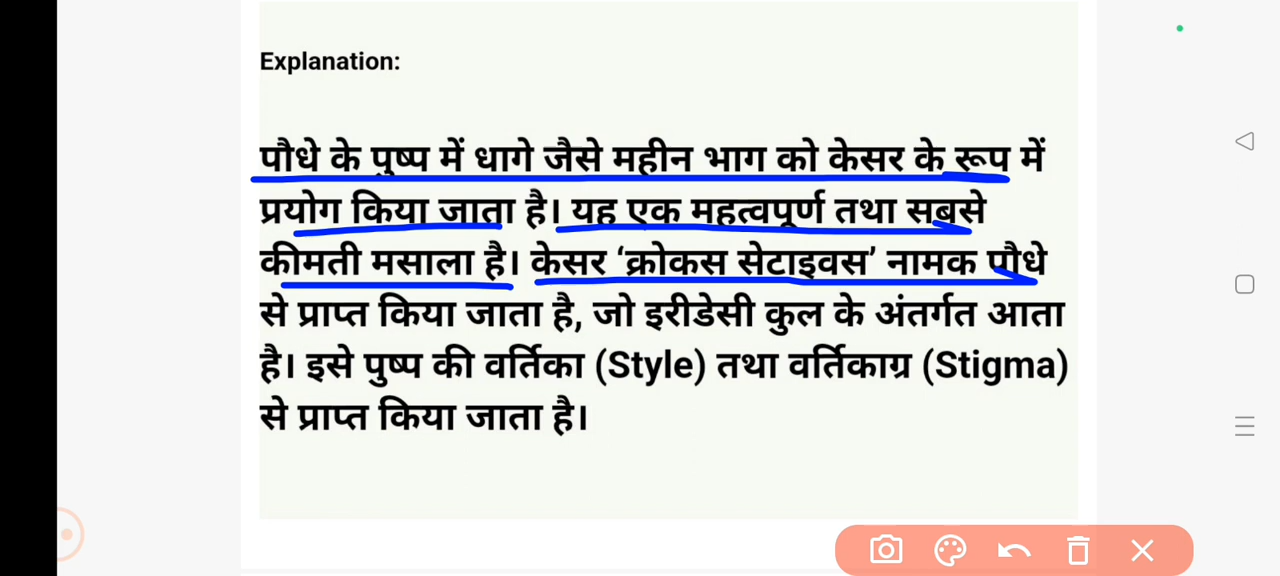 Explanation:
पौधे के पुष्प में धागे जैसे महीन भाग को केसर के रूप में
प्रयोग किया जाता है। यह एक महत्वपूर्ण तथा सबसे
कीमती मसाला है। केसर ‘क्रोकस सेटाइवस’ नामक पौधे
से प्राप्त किया जाता है, जो इरीडेसी कुल के अंतर्गत आता
है। इसे पुष्प की वर्तिका (Style) तथा वर्तिकाग्र (Stigma)
से प्राप्त किया जाता है।